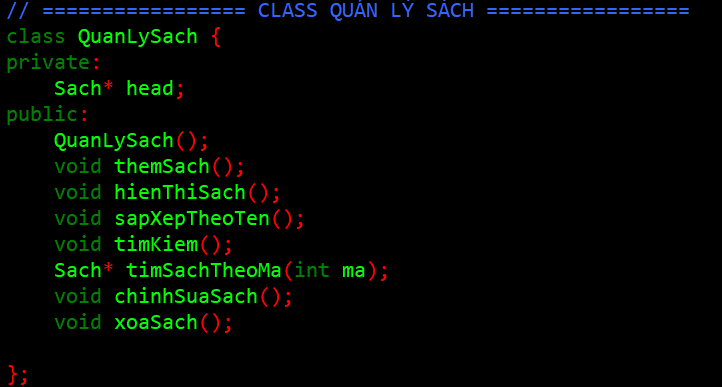 // ================= CLASS QUẢN LÝ SÁCH =================
class QuanLySach {
private:
    Sach* head;
public:
    QuanLySach();
    void themSach();
    void hienThiSach();
    void sapXepTheoTen();
    void timKiem();
    Sach* timSachTheoMa(int ma);
    void chinhSuaSach();
    void xoaSach();

};